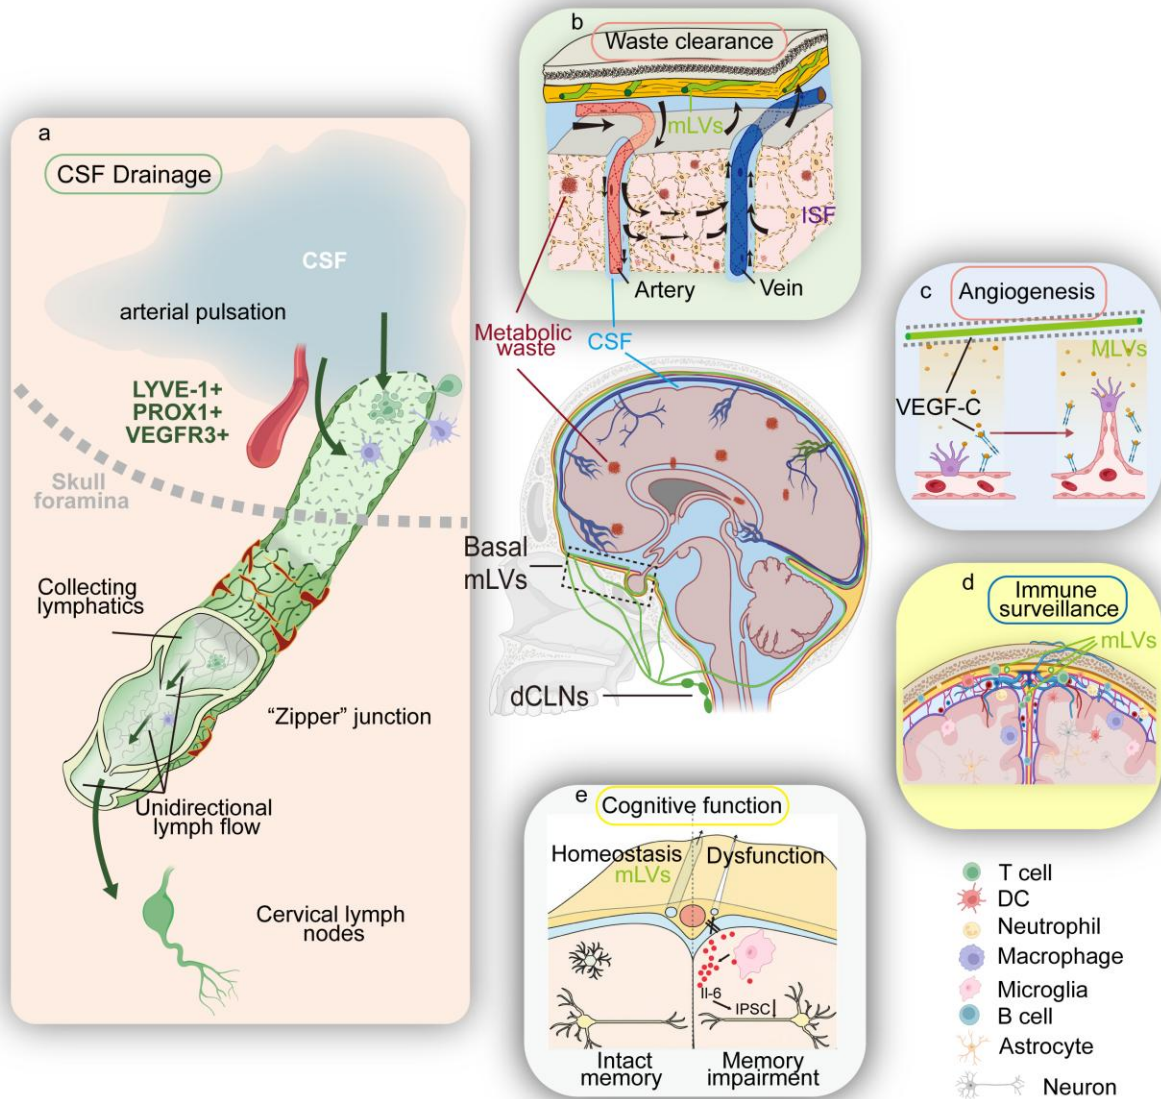 a
CSF Drainage
CSF
arterial pulsation
LYVE-1+
PROX1+
VEGFR3+
Skull
foramina
Collecting
lymphatics
“Zipper” junction
Unidirectional
lymph flow
Cervical lymph
nodes
b
Waste clearance
mLVs
ISF
Artery
Vein
Metabolic
waste
CSF
Basal
mLVs
dCLNs
c
Angiogenesis
MLVs
VEGF-C
d
Immune
surveillance
mLVs
e
Cognitive function
Homeostasis
Dysfunction
mLVs
Il-6
IPSC
Intact
memory
Memory
impairment
T cell
DC
Neutrophil
Macrophage
Microglia
B cell
Astrocyte
Neuron